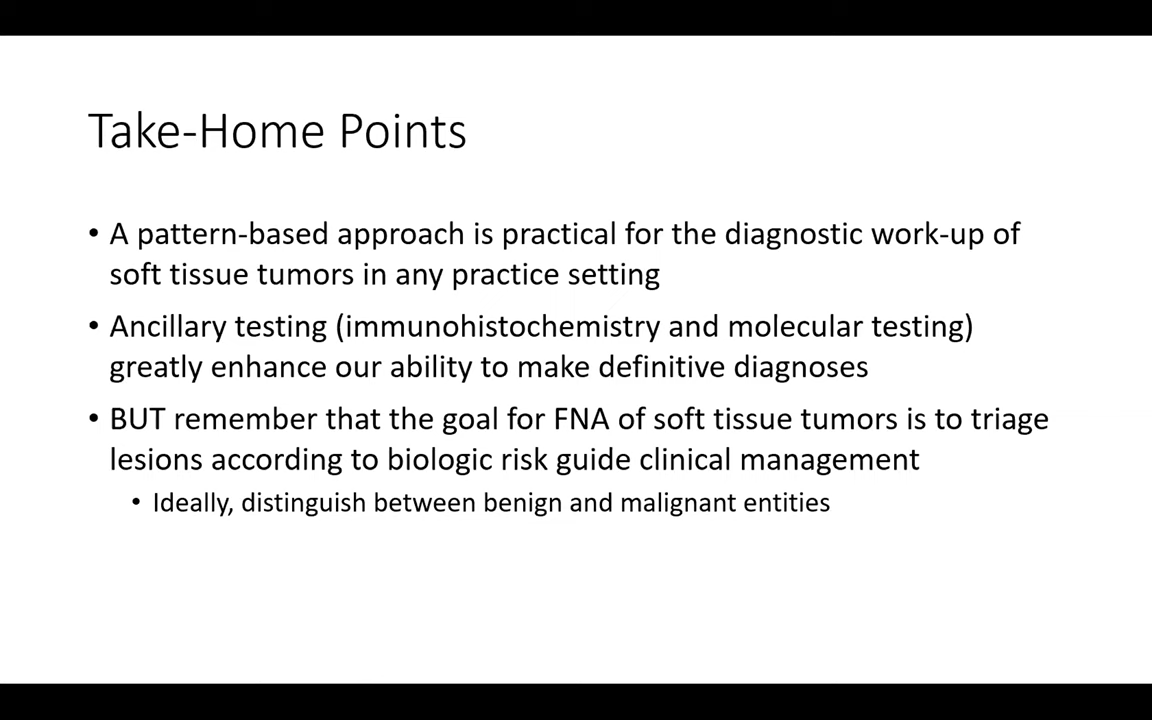 Take-Home Points
• A pattern-based approach is practical for the diagnostic work-up of
soft tissue tumors in any practice setting
• Ancillary testing (immunohistochemistry and molecular testing)
greatly enhance our ability to make definitive diagnoses
• BUT remember that the goal for FNA of soft tissue tumors is to triage
lesions according to biologic risk guide clinical management
• Ideally, distinguish between benign and malignant entities